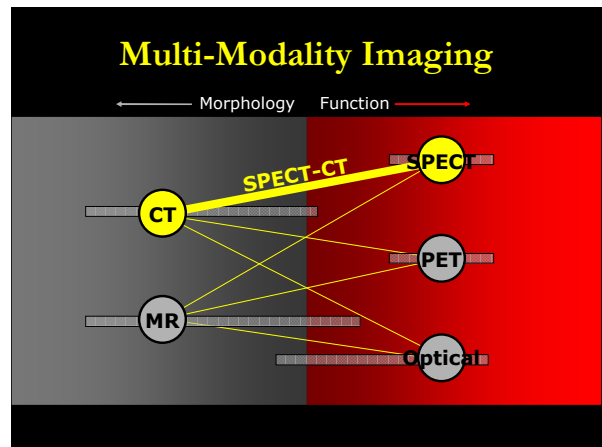 Multi-Modality Imaging
Morphology Function
SPECT-CT
SPECT
CT
PET
MR
Optical